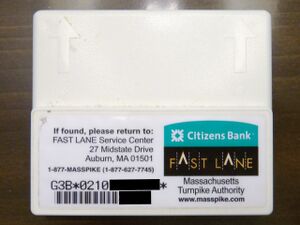 If found, please return to:
FAST LANE Service Center
27 Midstate Drive
Auburn, MA 01501
1-877-MASSPIKE (1-877-627-7745)
G3B*0210
*
Citizens Bank
FAST LANE
Massachusetts
Turnpike Authority
www.masspike.com